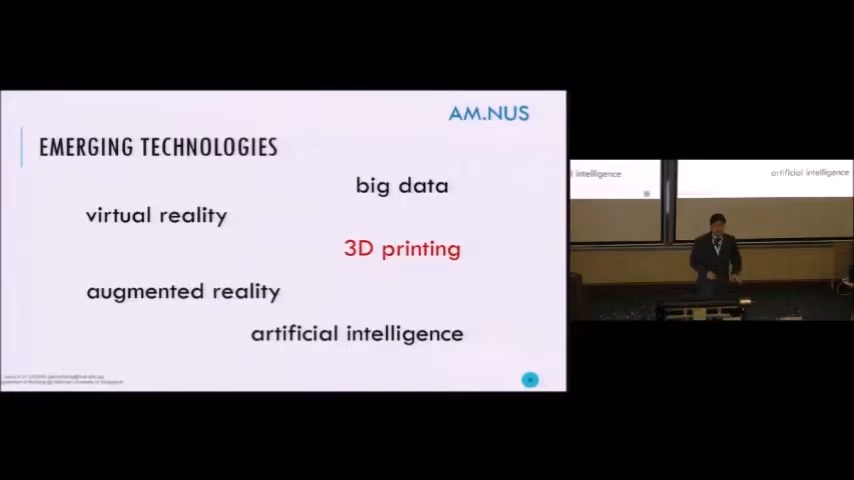 AM.NUS
EMERGING TECHNOLOGIES
big data
virtual reality
3D printing
augmented reality
artificial intelligence
intelligence
artificial intelligence